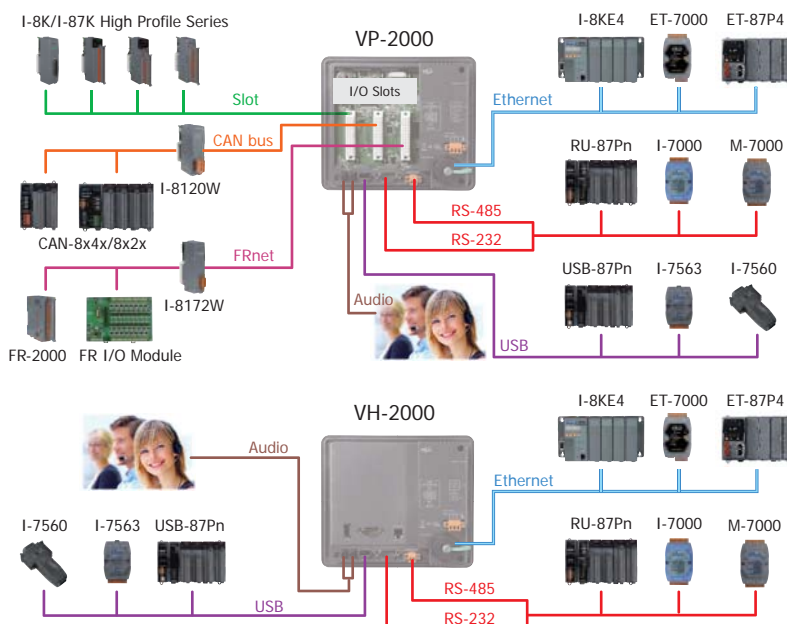 I-8K/I-87K High Profile Series
VP-2000
I-8KE4
ET-7000
ET-87P4
I/O Slots
Slot
Ethernet
CAN bus
RU-87Pn
I-7000
M-7000
I-8120W
RS-485
CAN-8x4x/8x2x
RS-232
FRnet
USB-87Pn
I-7563
I-7560
I-8172W
Audio
USB
FR-2000
FR I/O Module
VH-2000
I-8KE4
ET-7000
ET-87P4
Audio
Ethernet
I-7560
I-7563
USB-87Pn
RU-87Pn
I-7000
M-7000
RS-485
USB
RS-232